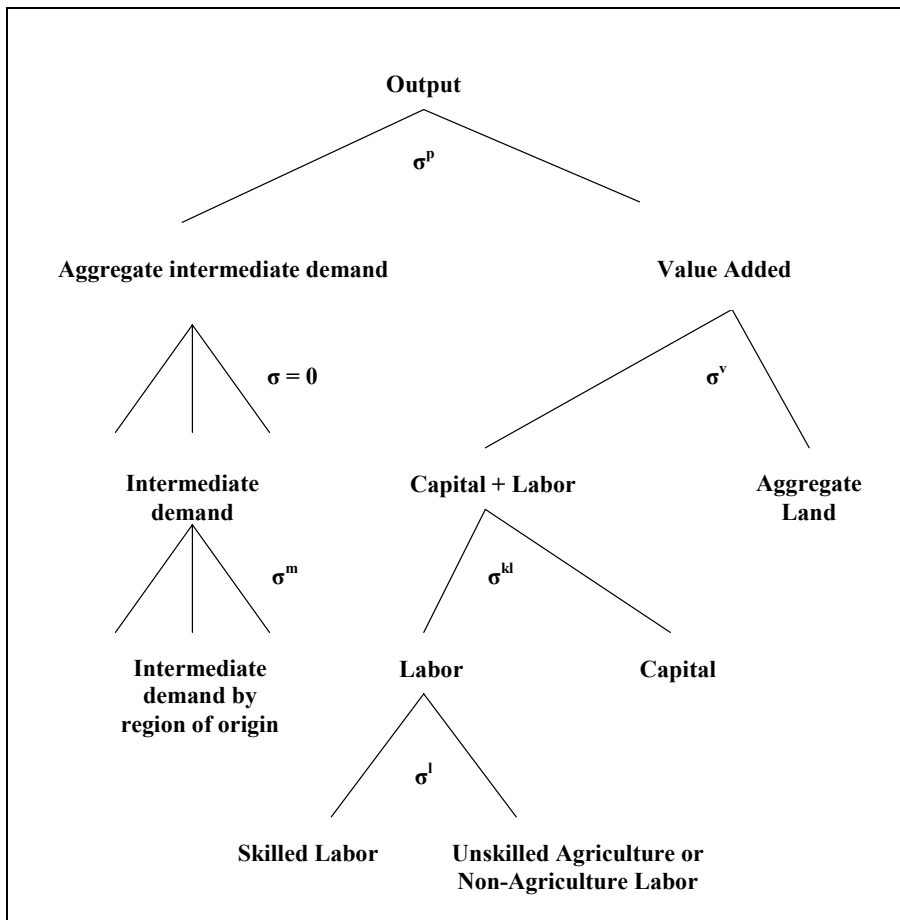 Output
σᵖ
Aggregate intermediate demand
Value Added
σ = 0
σᵛ
Intermediate
demand
Capital + Labor
Aggregate
Land
σᵐ
σᵏˡ
Intermediate
demand by
region of origin
Labor
Capital
σˡ
Skilled Labor
Unskilled Agriculture or
Non-Agriculture Labor